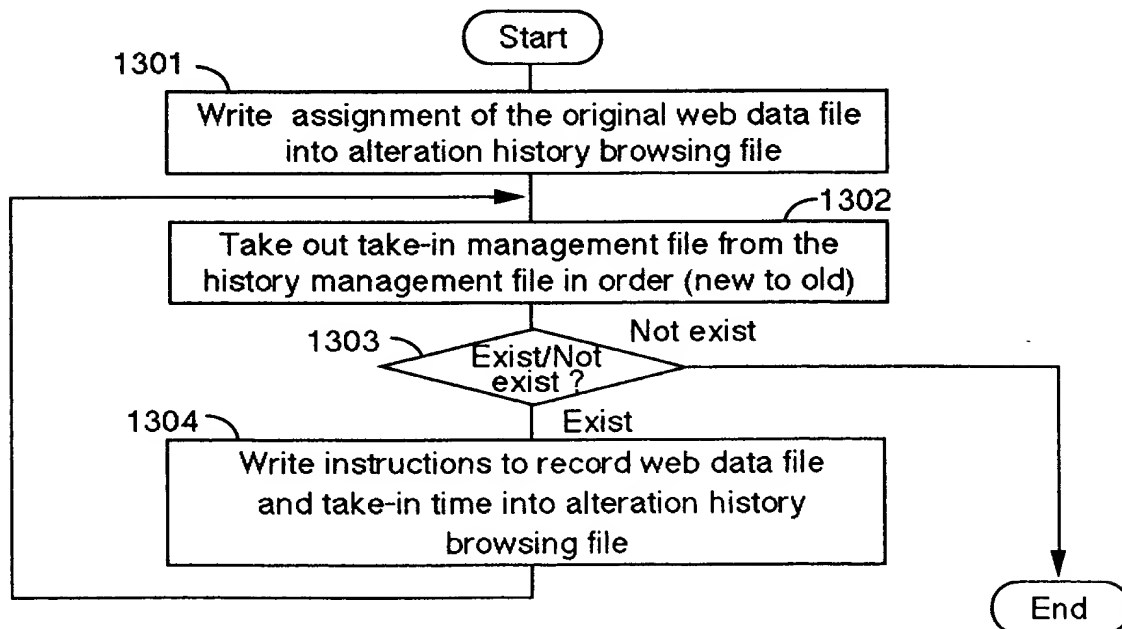 Start
1301
Write assignment of the original web data file
into alteration history browsing file
1302
Take out take-in management file from the
history management file in order (new to old)
1303
Not exist
Exist/Not
exist ?
1304
Exist
Write instructions to record web data file
and take-in time into alteration history
browsing file
End